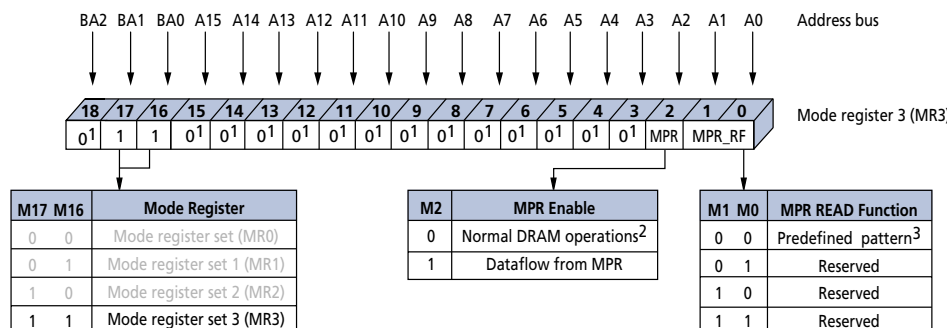 BA2 BA1 BA0 A15 A14 A13 A12 A11 A10 A9 A8 A7 A6 A5 A4 A3 A2 A1 A0 Address bus
18 17 16 15 14 13 12 11 10 9 8 7 6 5 4 3 2 1 0
Mode register 3 (MR3)
0¹ 1 1 0¹ 0¹ 0¹ 0¹ 0¹ 0¹ 0¹ 0¹ 0¹ 0¹ 0¹ 0¹ 0¹ MPR MPR_RF
M17 M16 Mode Register
0 0 Mode register set (MR0)
0 1 Mode register set 1 (MR1)
1 0 Mode register set 2 (MR2)
1 1 Mode register set 3 (MR3)
M2 MPR Enable
0 Normal DRAM operations²
1 Dataflow from MPR
M1 M0 MPR READ Function
0 0 Predefined pattern³
0 1 Reserved
1 0 Reserved
1 1 Reserved